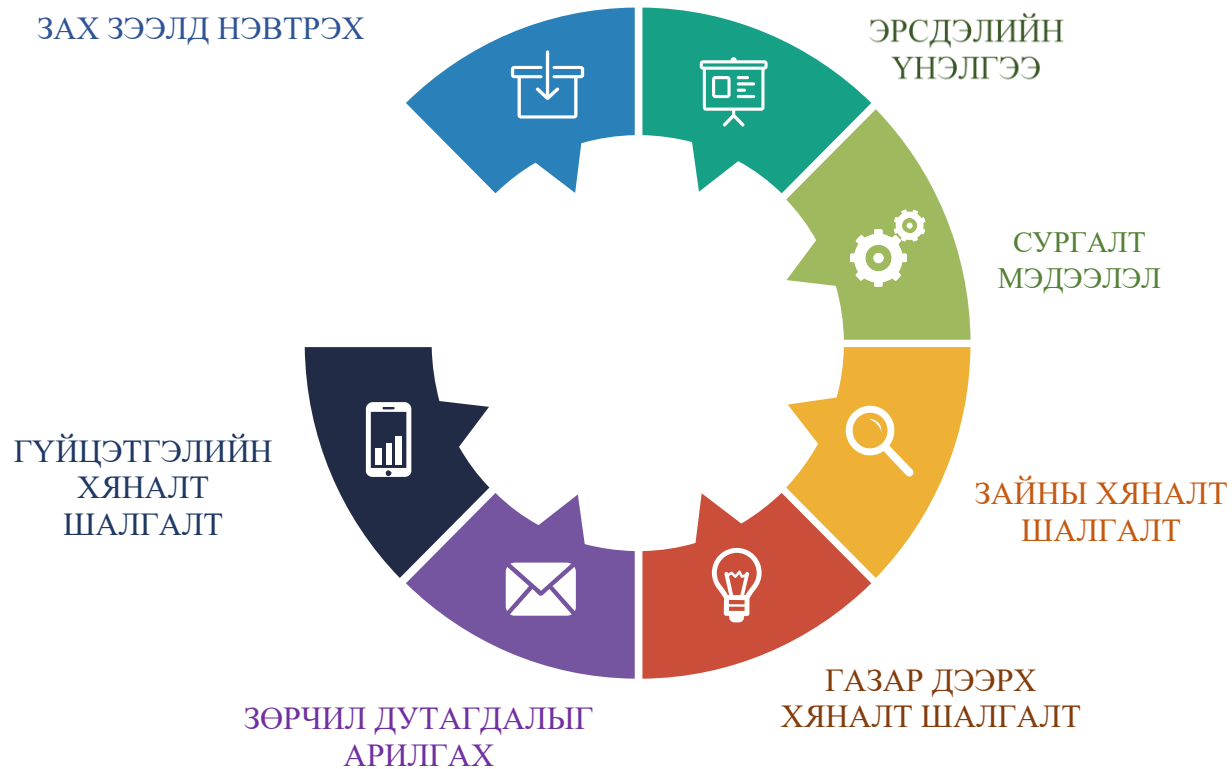 ЗАХ ЗЭЭЛД НЭВТРЭХ
ЭРСДЭЛИЙН
ҮНЭЛГЭЭ
СУРГАЛТ
МЭДЭЭЛЭЛ
ЗАЙНЫ ХЯНАЛТ
ШАЛГАЛТ
ГАЗАР ДЭЭРХ
ХЯНАЛТ ШАЛГАЛТ
ЗӨРЧИЛ ДУТАГДАЛЫГ
АРИЛГАХ
ГҮЙЦЭТГЭЛИЙН
ХЯНАЛТ
ШАЛГАЛТ